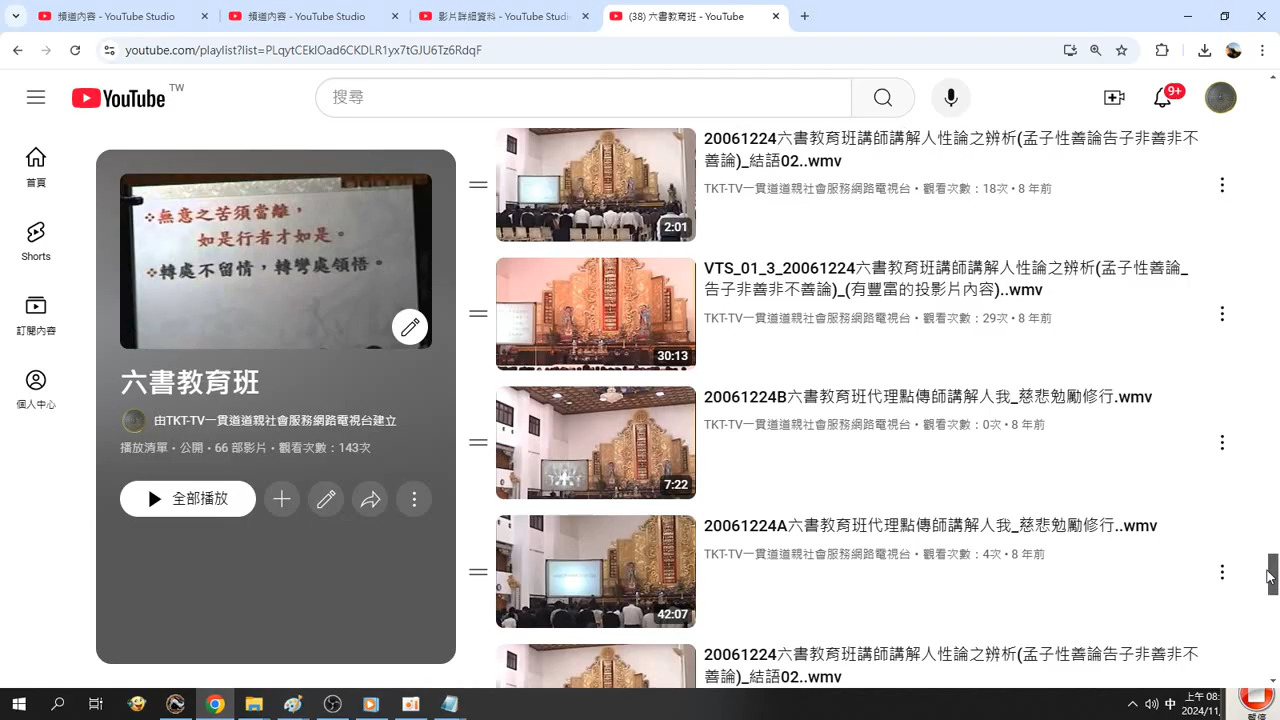 頻道內容 - YouTube Studio
頻道內容 - YouTube Studio
影片詳細資料 - YouTube Studi
(38) 六書教育班 - YouTube
youtube.com/playlist?list=PLqytCEklOad6CKDLR1yx7tGJU6Tz6RdqF
YouTube TW
搜尋
9+
首頁
Shorts
訂閱內容
個人中心
無意之苦須當離，
如是行者才如是。
轉處不留情，轉彎處領悟。
六書教育班
由TKT-TV一貫道道親社會服務網路電視台建立
播放清單 • 公開 • 66 部影片 • 觀看次數：143次
全部播放
2:01
20061224六書教育班講師講解人性論之辨析(孟子性善論告子非善非不
善論)_結語02..wmv
TKT-TV一貫道道親社會服務網路電視台 • 觀看次數：18次 • 8 年前
30:13
VTS_01_3_20061224六書教育班講師講解人性論之辨析(孟子性善論_
告子非善非不善論)_(有豐富的投影片內容)..wmv
TKT-TV一貫道道親社會服務網路電視台 • 觀看次數：29次 • 8 年前
7:22
20061224B六書教育班代理點傳師講解人我_慈悲勉勵修行.wmv
TKT-TV一貫道道親社會服務網路電視台 • 觀看次數：0次 • 8 年前
42:07
20061224A六書教育班代理點傳師講解人我_慈悲勉勵修行..wmv
TKT-TV一貫道道親社會服務網路電視台 • 觀看次數：4次 • 8 年前
20061224六書教育班講師講解人性論之辨析(孟子性善論告子非善非不
善論)_結語02..wmv
中
上午 08:
2024/11